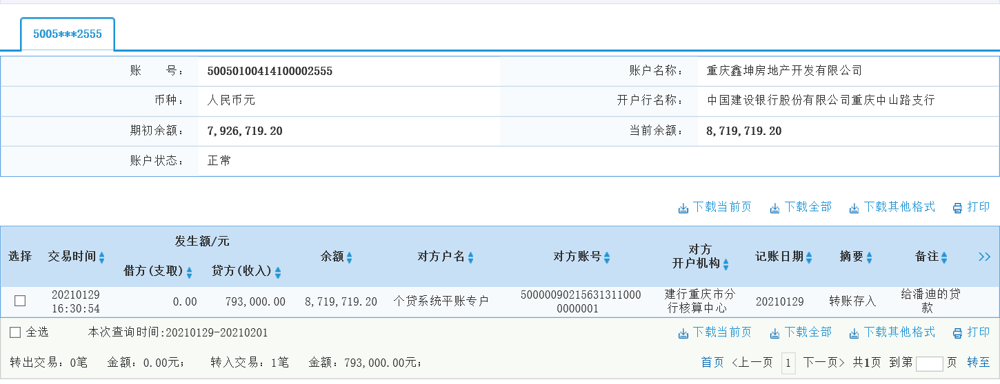 5005***2555
账 号： 50050100414100002555 账户名称： 重庆鑫坤房地产开发有限公司
币种： 人民币元 开户行名称： 中国建设银行股份有限公司重庆中山路支行
期初余额： 7,926,719.20 当前余额： 8,719,719.20
账户状态： 正常
下载当前页 下载全部 下载其他格式 打印
选择 交易时间 发生额/元 借方(支取) 贷方(收入) 余额 对方户名 对方账号 对方 开户机构 记账日期 摘要 备注 >>
20210129 16:30:54 0.00 793,000.00 8,719,719.20 个贷系统平账专户 50000090215631311000 0000001 建行重庆市分 行核算中心 20210129 转账存入 给潘迪的贷 款
全选 本次查询时间:20210129-20210201 下载当前页 下载全部 下载其他格式 打印
转出交易：0笔 金额：0.00元； 转入交易：1笔 金额：793,000.00元； 首页 <上一页 1 下一页> 共1页 到第 页 转至